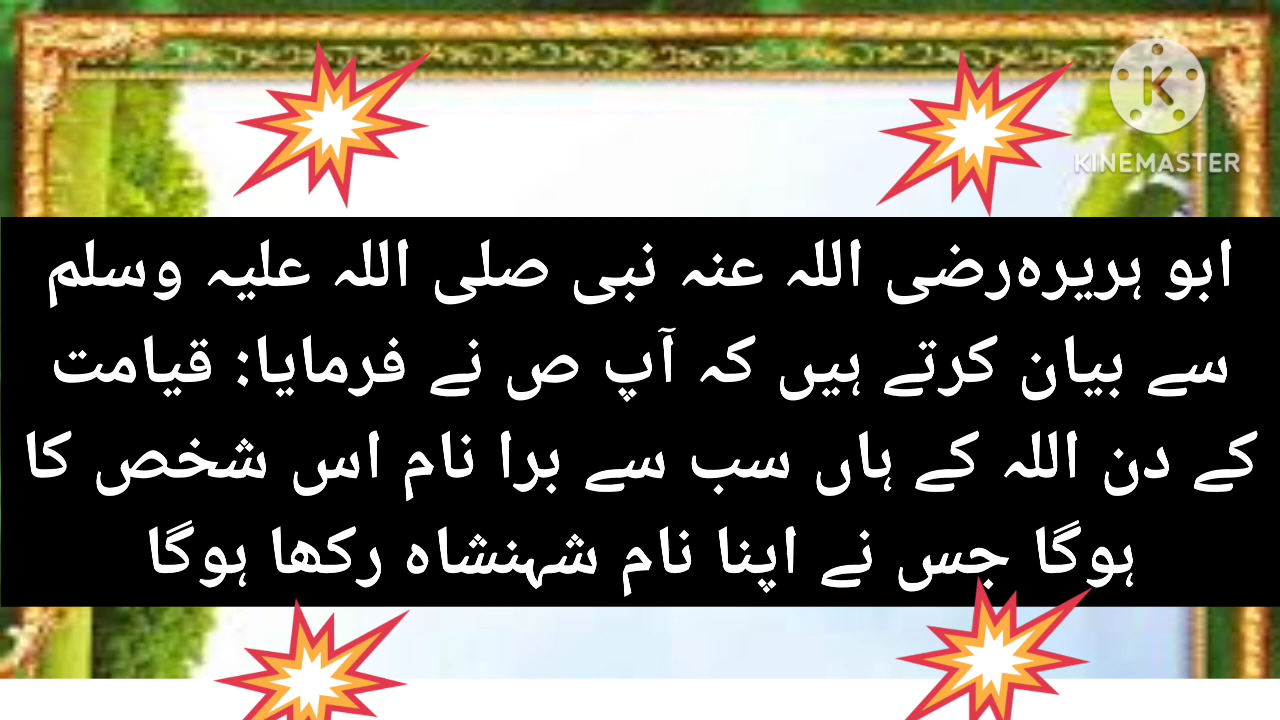 KINEMASTER
ابو ہریرہ‌رضی اللہ عنہ نبی صلی اللہ علیہ وسلم
سے بیان کرتے ہیں کہ آپ ص نے فرمایا: قیامت
کے دن اللہ کے ہاں سب سے برا نام اس شخص کا
ہوگا جس نے اپنا نام شہنشاہ رکھا ہوگا